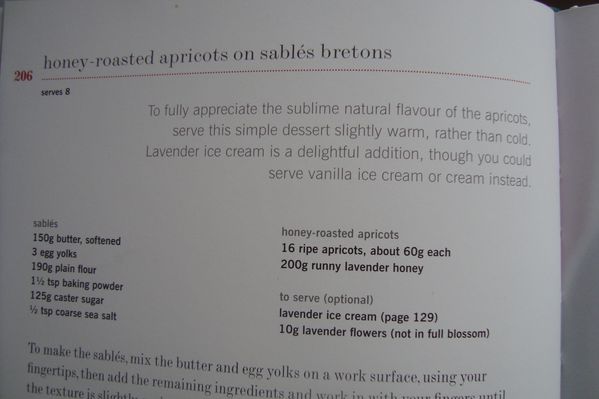 honey-roasted apricots on sablés bretons
206
serves 8
To fully appreciate the sublime natural flavour of the apricots,
serve this simple dessert slightly warm, rather than cold.
Lavender ice cream is a delightful addition, though you could
serve vanilla ice cream or cream instead.
sablés
150g butter, softened
3 egg yolks
190g plain flour
1½ tsp baking powder
125g caster sugar
½ tsp coarse sea salt
honey-roasted apricots
16 ripe apricots, about 60g each
200g runny lavender honey
to serve (optional)
lavender ice cream (page 129)
10g lavender flowers (not in full blossom)
To make the sablés, mix the butter and egg yolks on a work surface, using your
fingertips, then add the remaining ingredients and work in with your fingers until
the texture is slightly